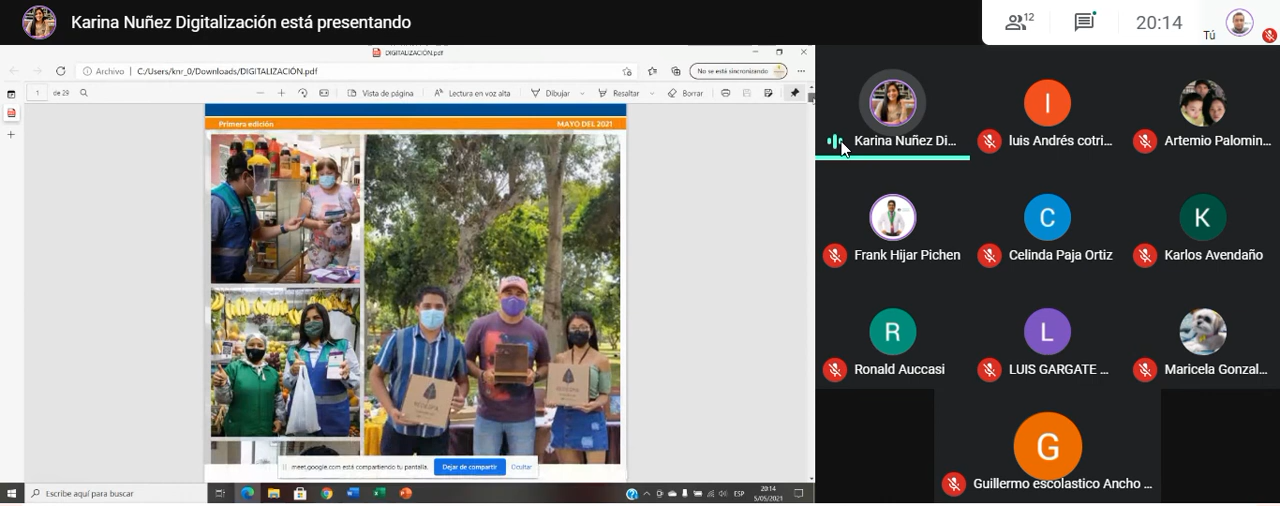 Karina Nuñez Digitalización está presentando
12
20:14
Tú
DIGITALIZACIÓN.pdf
Archivo
C:/Users/knr_0/Downloads/DIGITALIZACIÓN.pdf
No se está sincronizando
1
de 29
Vista de página
Lectura en voz alta
Dibujar
Resaltar
Borrar
Primera edición
MAYO DEL 2021
meet.google.com está compartiendo tu pantalla.
Dejar de compartir
Ocultar
Escribe aquí para buscar
ESP
20:14
5/05/2021
Karina Nuñez Di...
I
luis Andrés cotri...
Artemio Palomin...
Frank Hijar Pichen
C
Celinda Paja Ortiz
K
Karlos Avendaño
R
Ronald Auccasi
L
LUIS GARGATE ...
Maricela Gonzal...
G
Guillermo escolastico Ancho ...